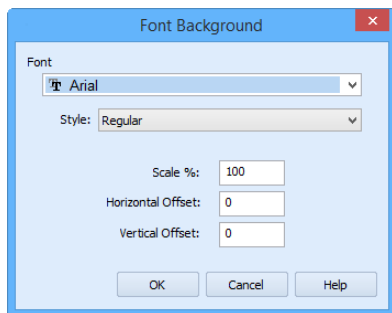 Font Background
Font
Arial
Style: Regular
Scale %: 100
Horizontal Offset: 0
Vertical Offset: 0
OK Cancel Help